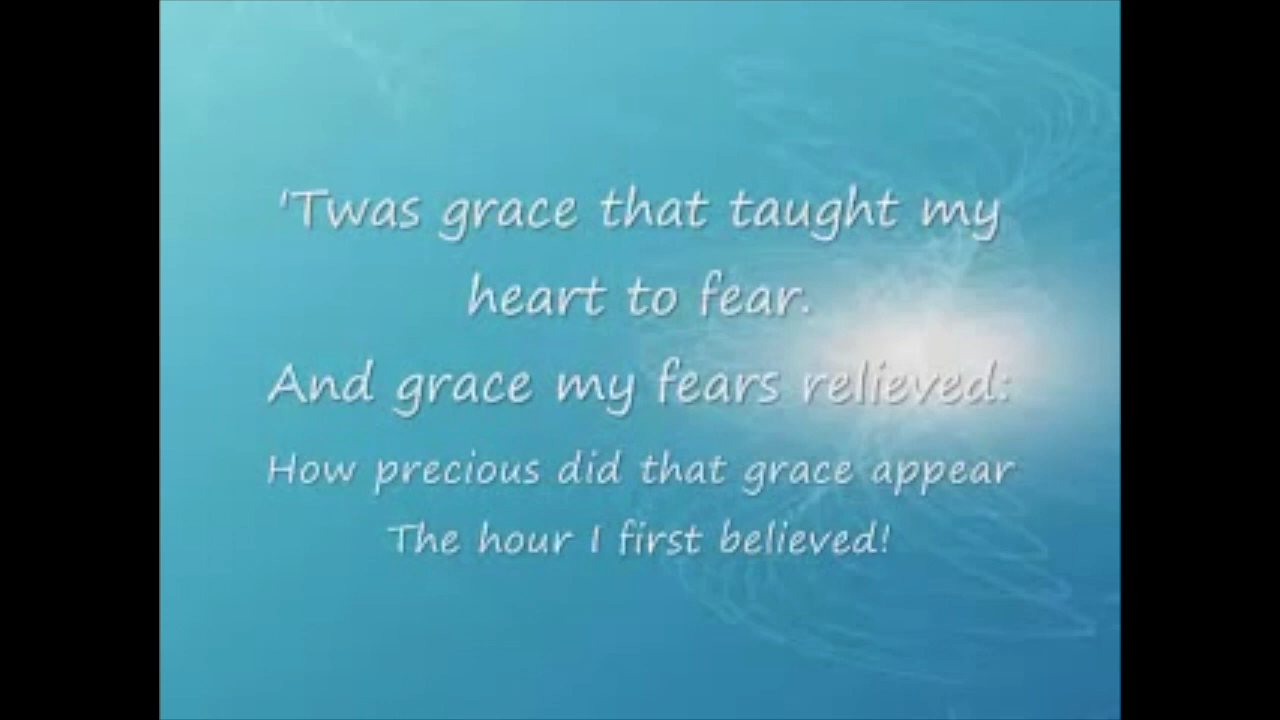 'Twas grace that taught my
heart to fear.
And grace my fears relieved:
How precious did that grace appear
The hour I first believed!